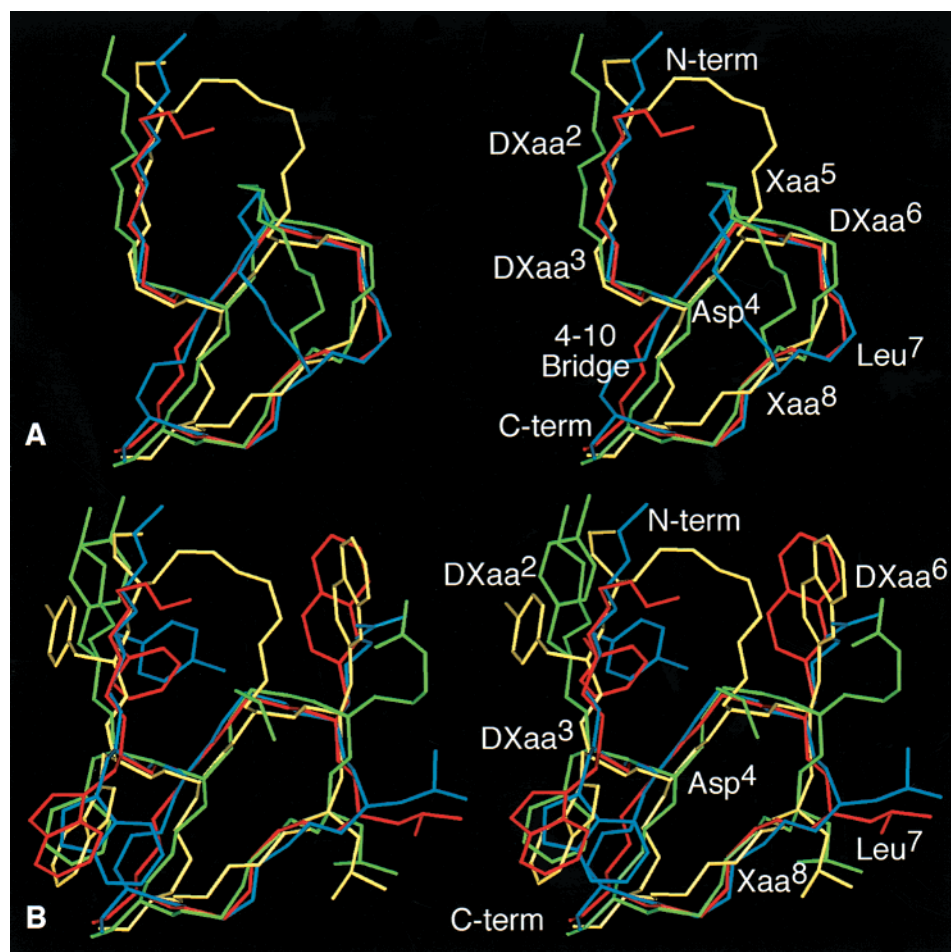 N-term
DXaa²
Xaa⁵
DXaa⁶
DXaa³
Asp⁴
4-10
Bridge
Leu⁷
Xaa⁸
C-term
A
N-term
DXaa²
DXaa⁶
DXaa³
Asp⁴
Leu⁷
Xaa⁸
C-term
B